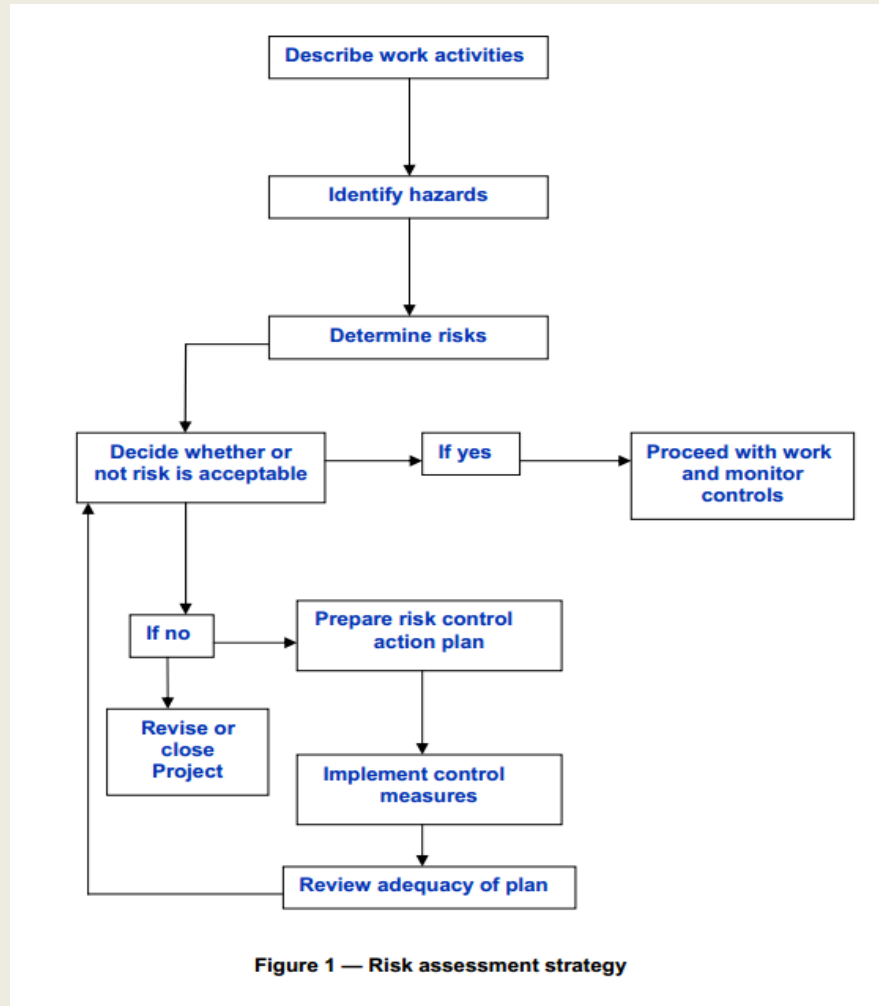 Describe work activities
Identify hazards
Determine risks
Decide whether or
not risk is acceptable
If yes
Proceed with work
and monitor
controls
If no
Prepare risk control
action plan
Revise or
close
Project
Implement control
measures
Review adequacy of plan
Figure 1 — Risk assessment strategy